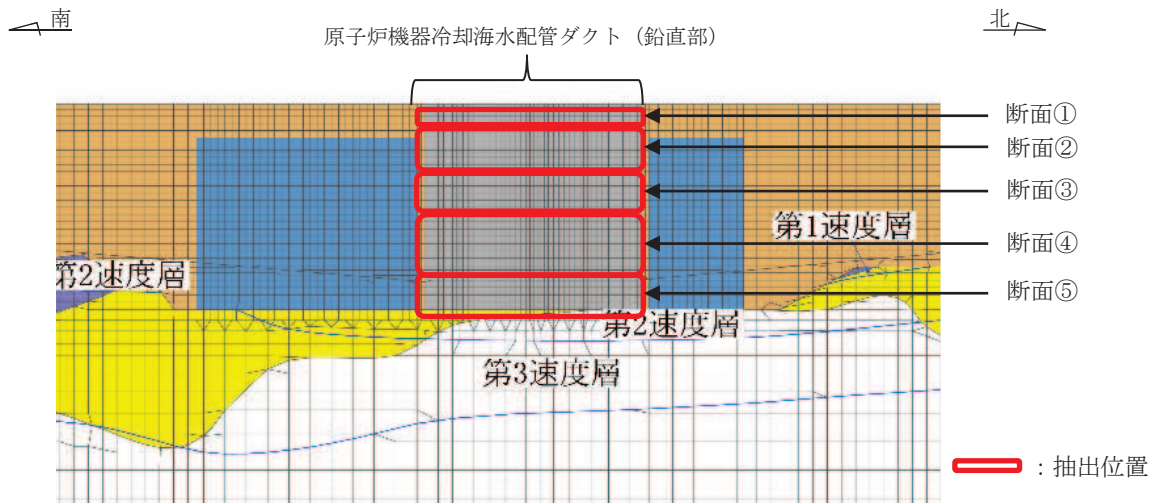 南
北
原子炉機器冷却海水配管ダクト（鉛直部）
断面①
断面②
断面③
断面④
断面⑤
第1速度層
第2速度層
第2速度層
第3速度層
：抽出位置